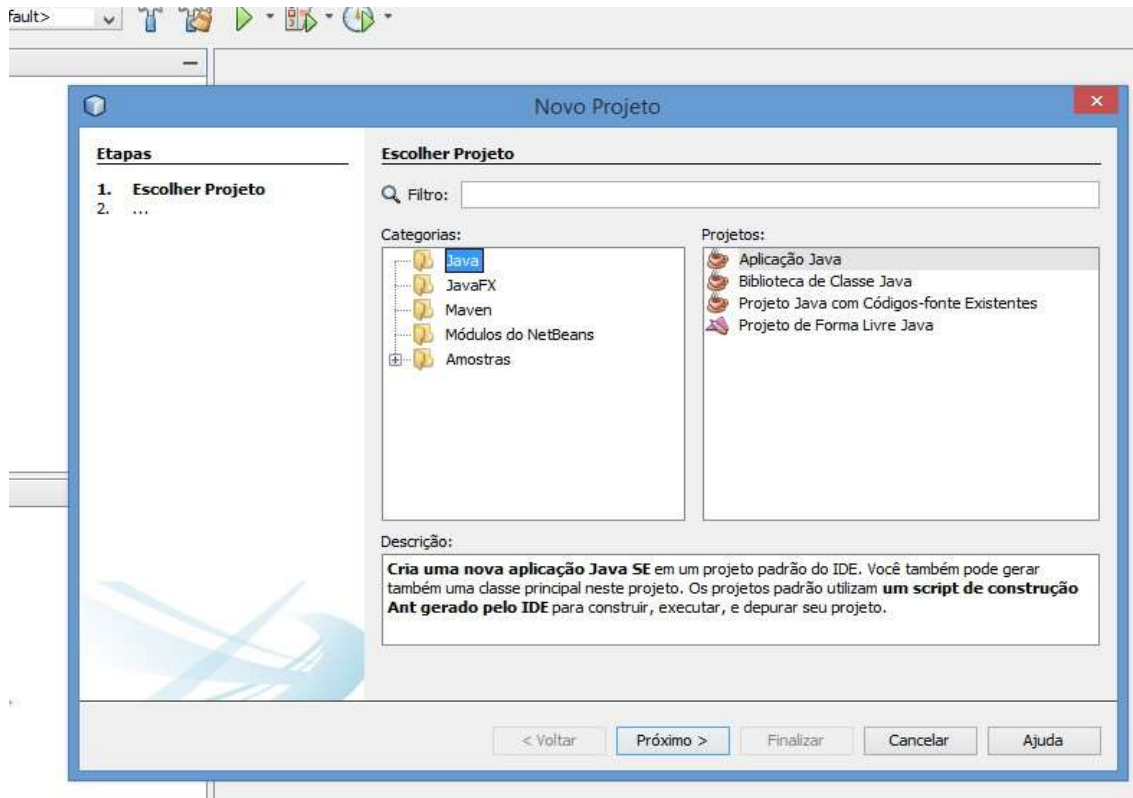 fault>
Novo Projeto
Etapas
1. Escolher Projeto
2. ...
Escolher Projeto
Filtro:
Categorias:
Java
JavaFX
Maven
Módulos do NetBeans
Amostras
Projetos:
Aplicação Java
Biblioteca de Classe Java
Projeto Java com Códigos-fonte Existentes
Projeto de Forma Livre Java
Descrição:
Cria uma nova aplicação Java SE em um projeto padrão do IDE. Você também pode gerar
também uma classe principal neste projeto. Os projetos padrão utilizam um script de construção
Ant gerado pelo IDE para construir, executar, e depurar seu projeto.
< Voltar
Próximo >
Finalizar
Cancelar
Ajuda